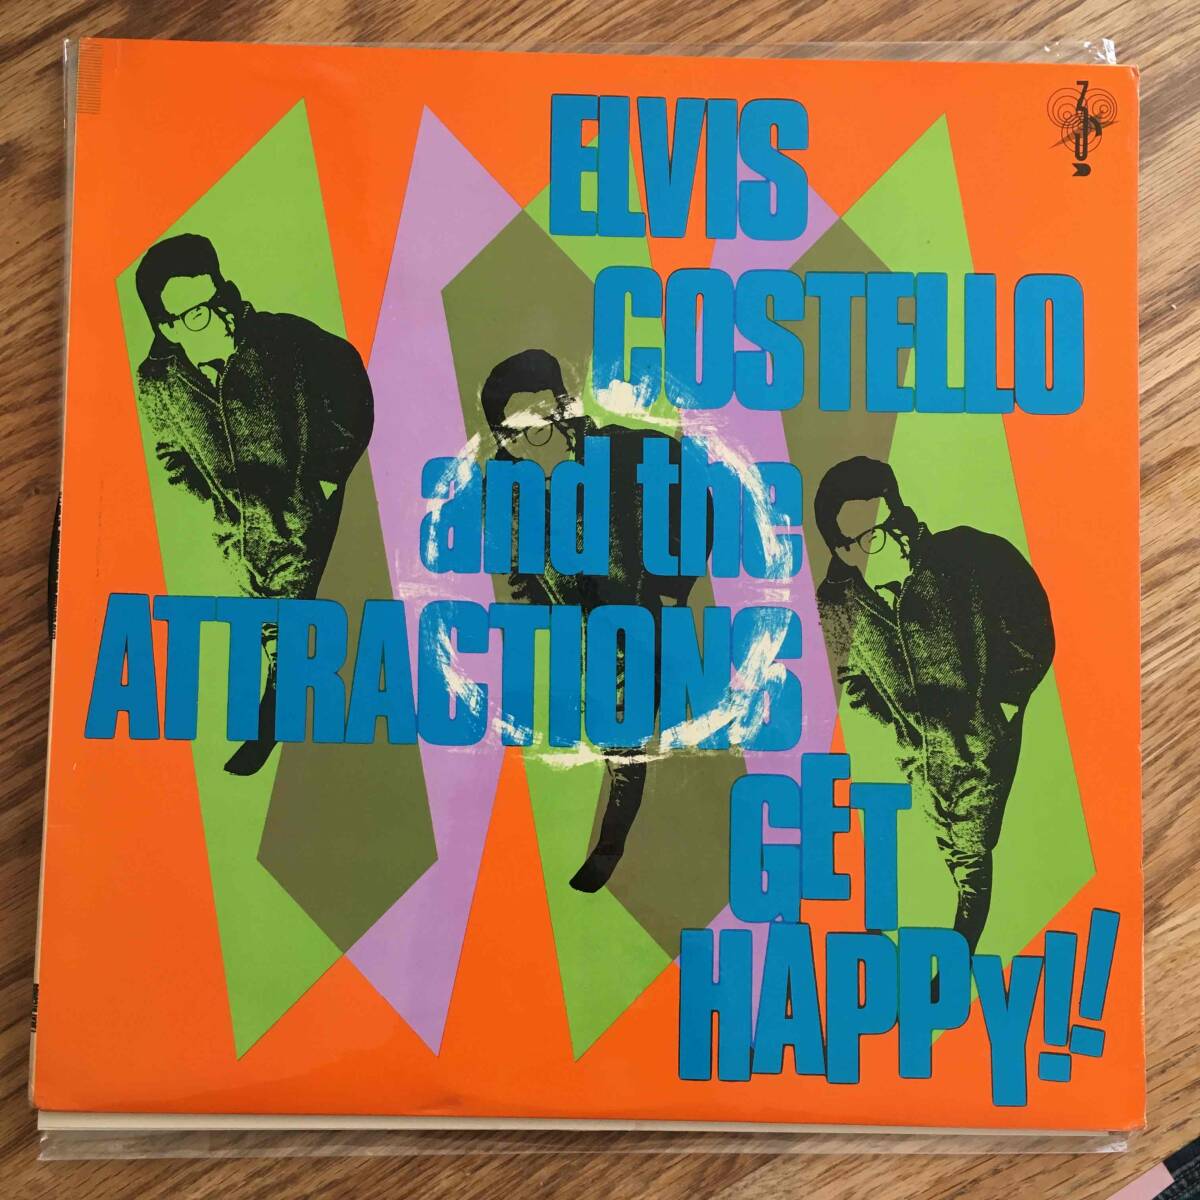 ELVIS
COSTELLO
and the
ATTRACTIONS
GET
HAPPY!!